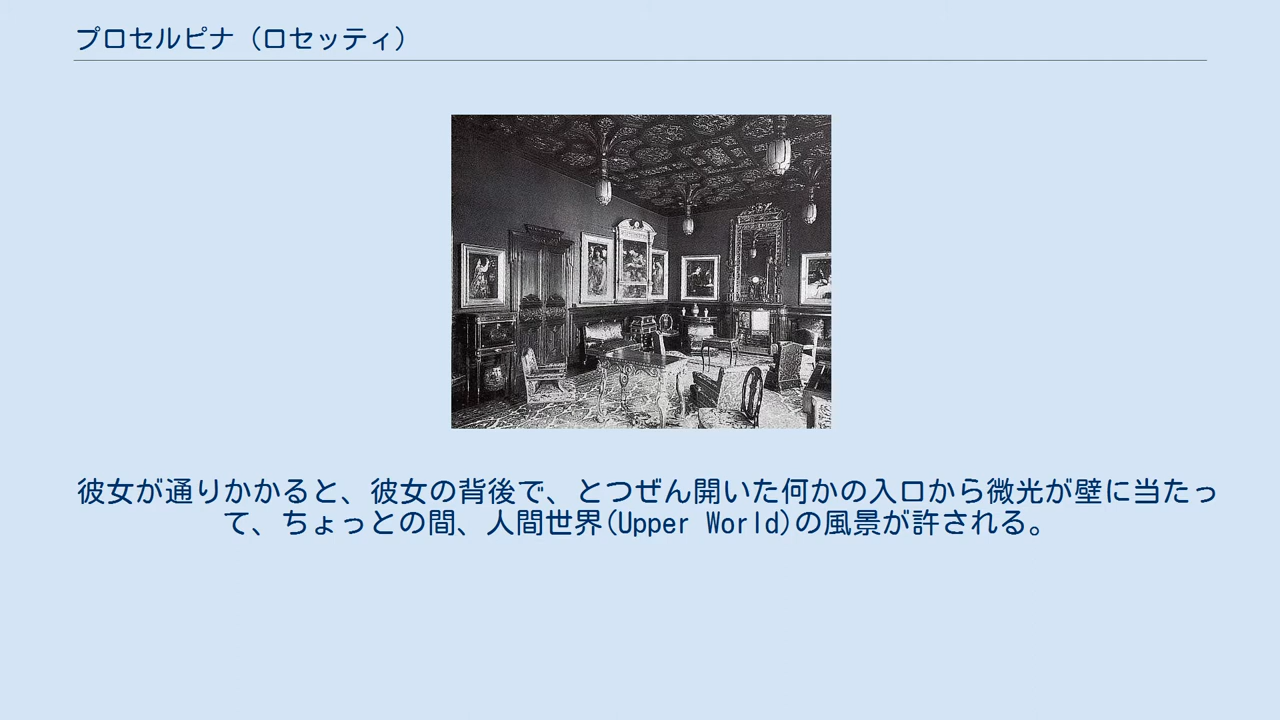 プロセルピナ（ロセッティ）
彼女が通りかかると、彼女の背後で、とつぜん開いた何かの入口から微光が壁に当たっ
て、ちょっとの間、人間世界(Upper World)の風景が許される。